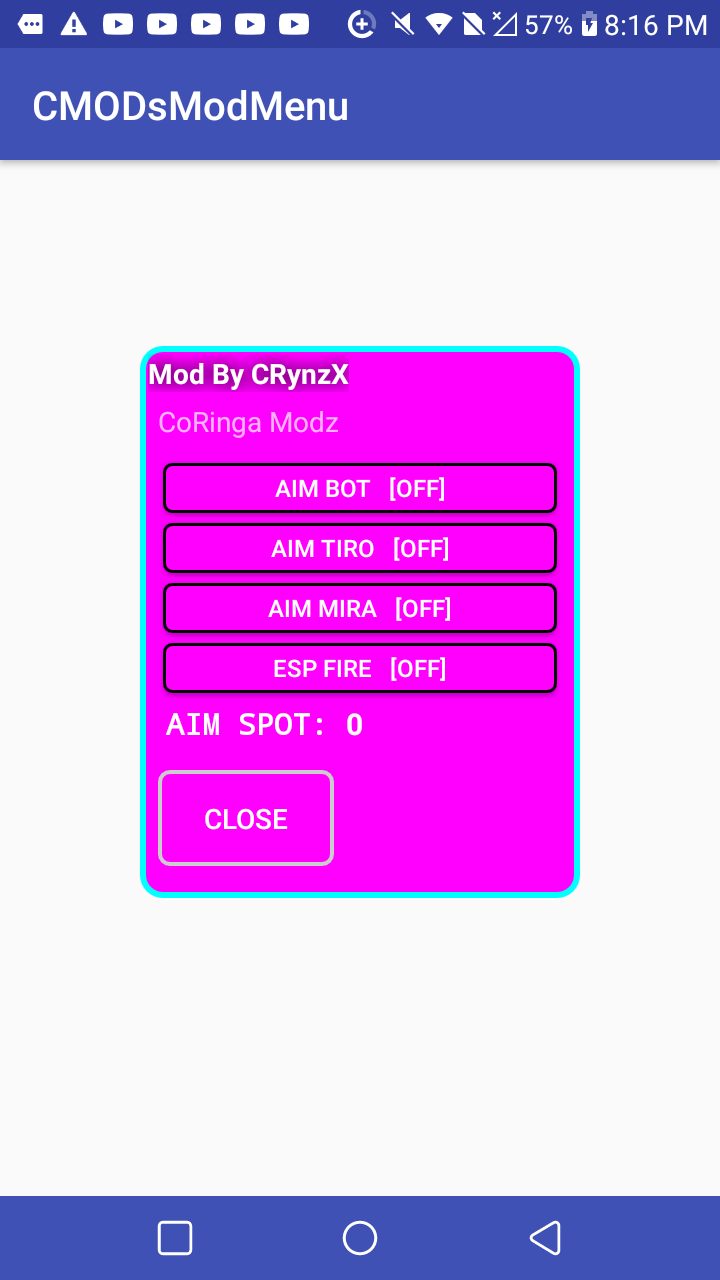 57% 8:16 PM
CMODsModMenu
Mod By CRynzX
CoRinga Modz
AIM BOT [OFF]
AIM TIRO [OFF]
AIM MIRA [OFF]
ESP FIRE [OFF]
AIM SPOT: 0
CLOSE